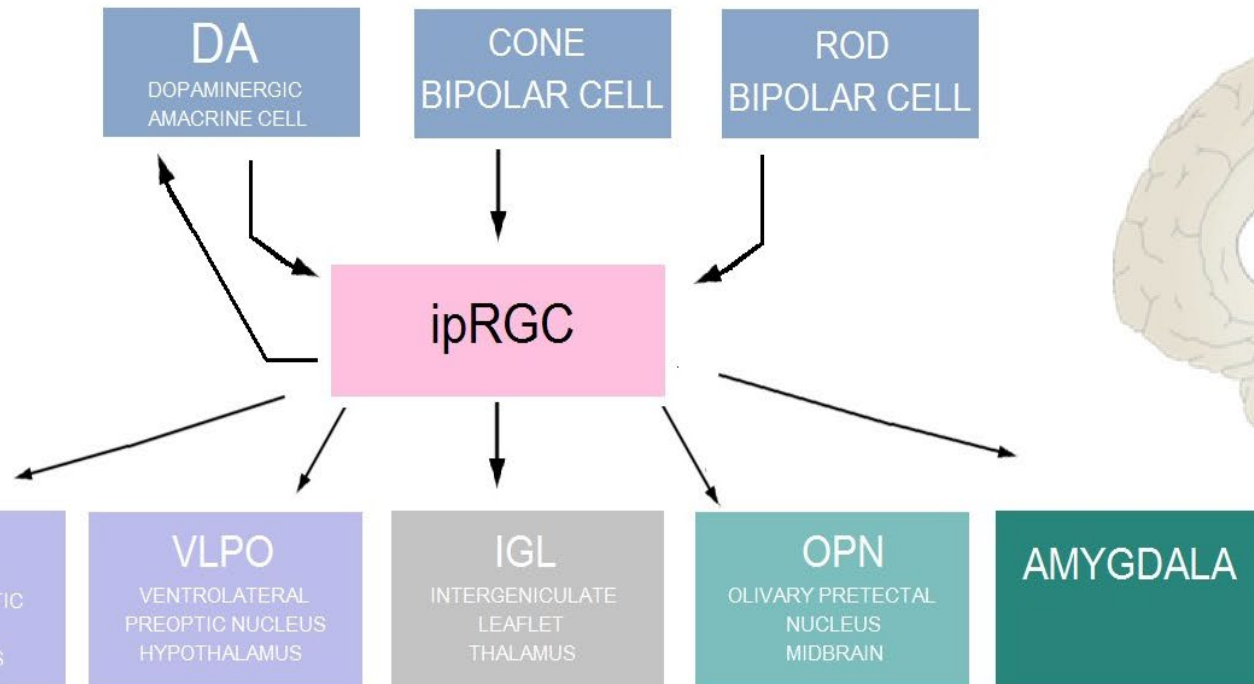 DA
DOPAMINERGIC
AMACRINE CELL
CONE
BIPOLAR CELL
ROD
BIPOLAR CELL
ipRGC
VLPO
VENTROLATERAL
PREOPTIC NUCLEUS
HYPOTHALAMUS
IGL
INTERGENICULATE
LEAFLET
THALAMUS
OPN
OLIVARY PRETECTAL
NUCLEUS
MIDBRAIN
AMYGDALA